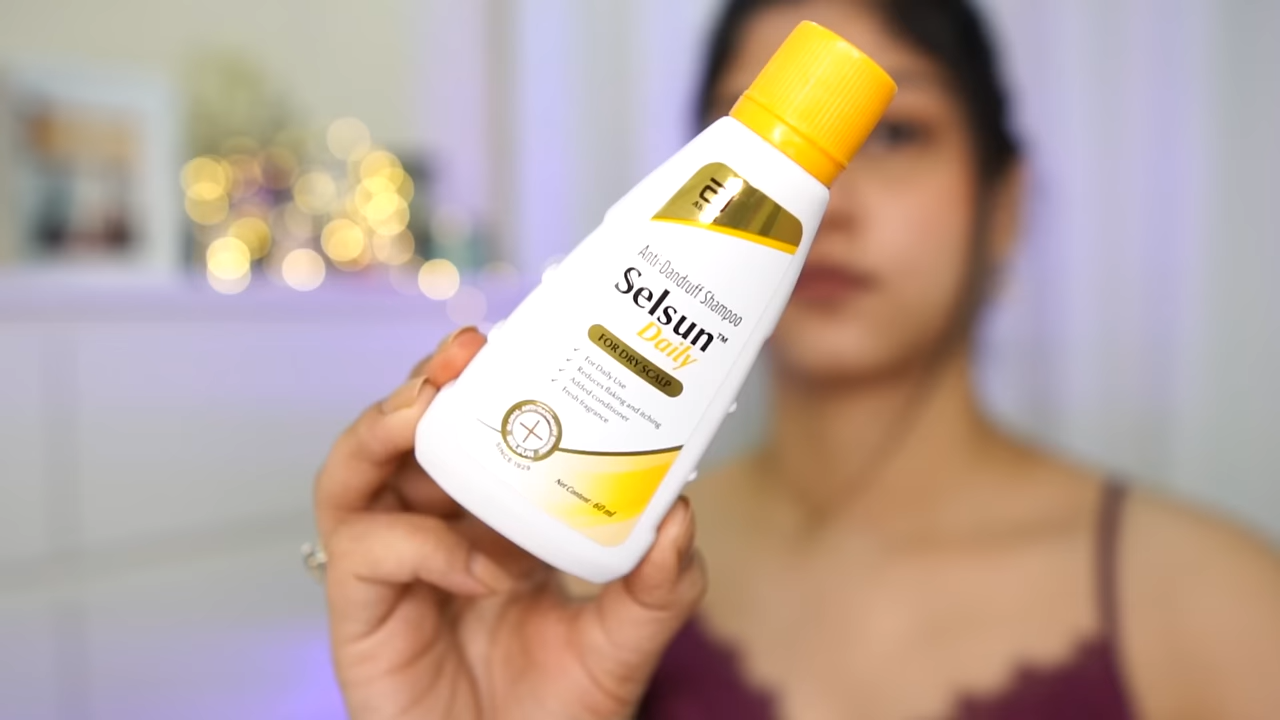 Anti-Dandruff Shampoo
Selsun™
Daily
FOR DRY SCALP
✓ For Daily Use
✓ Reduces flaking and itching
✓ Added conditioner
✓ Fresh fragrance
SINCE 1929
Net Content : 60 ml